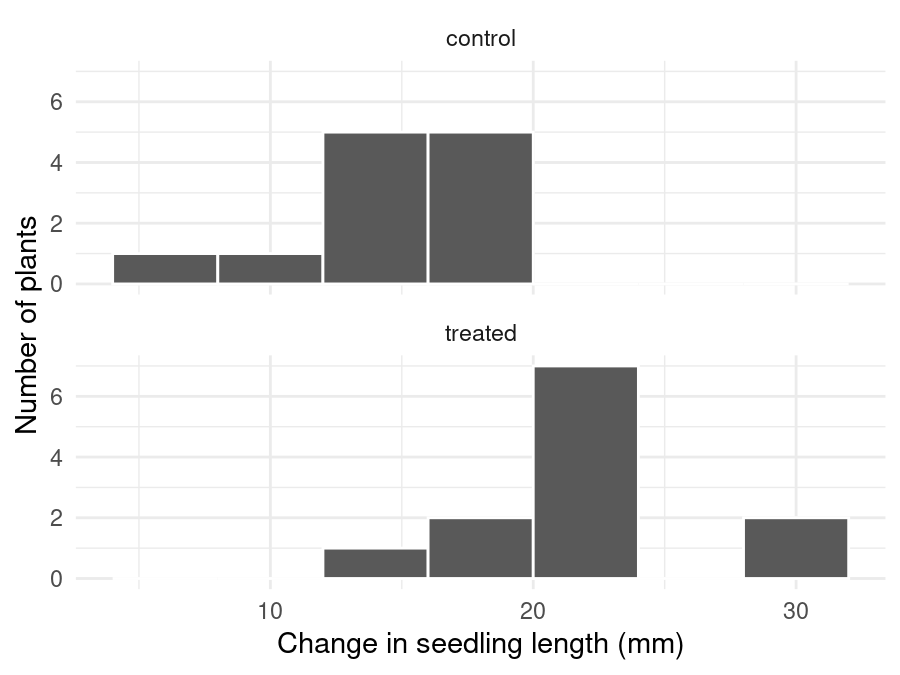 control
6
4
2
0
Number of plants
treated
6
4
2
0
10 20 30
Change in seedling length (mm)